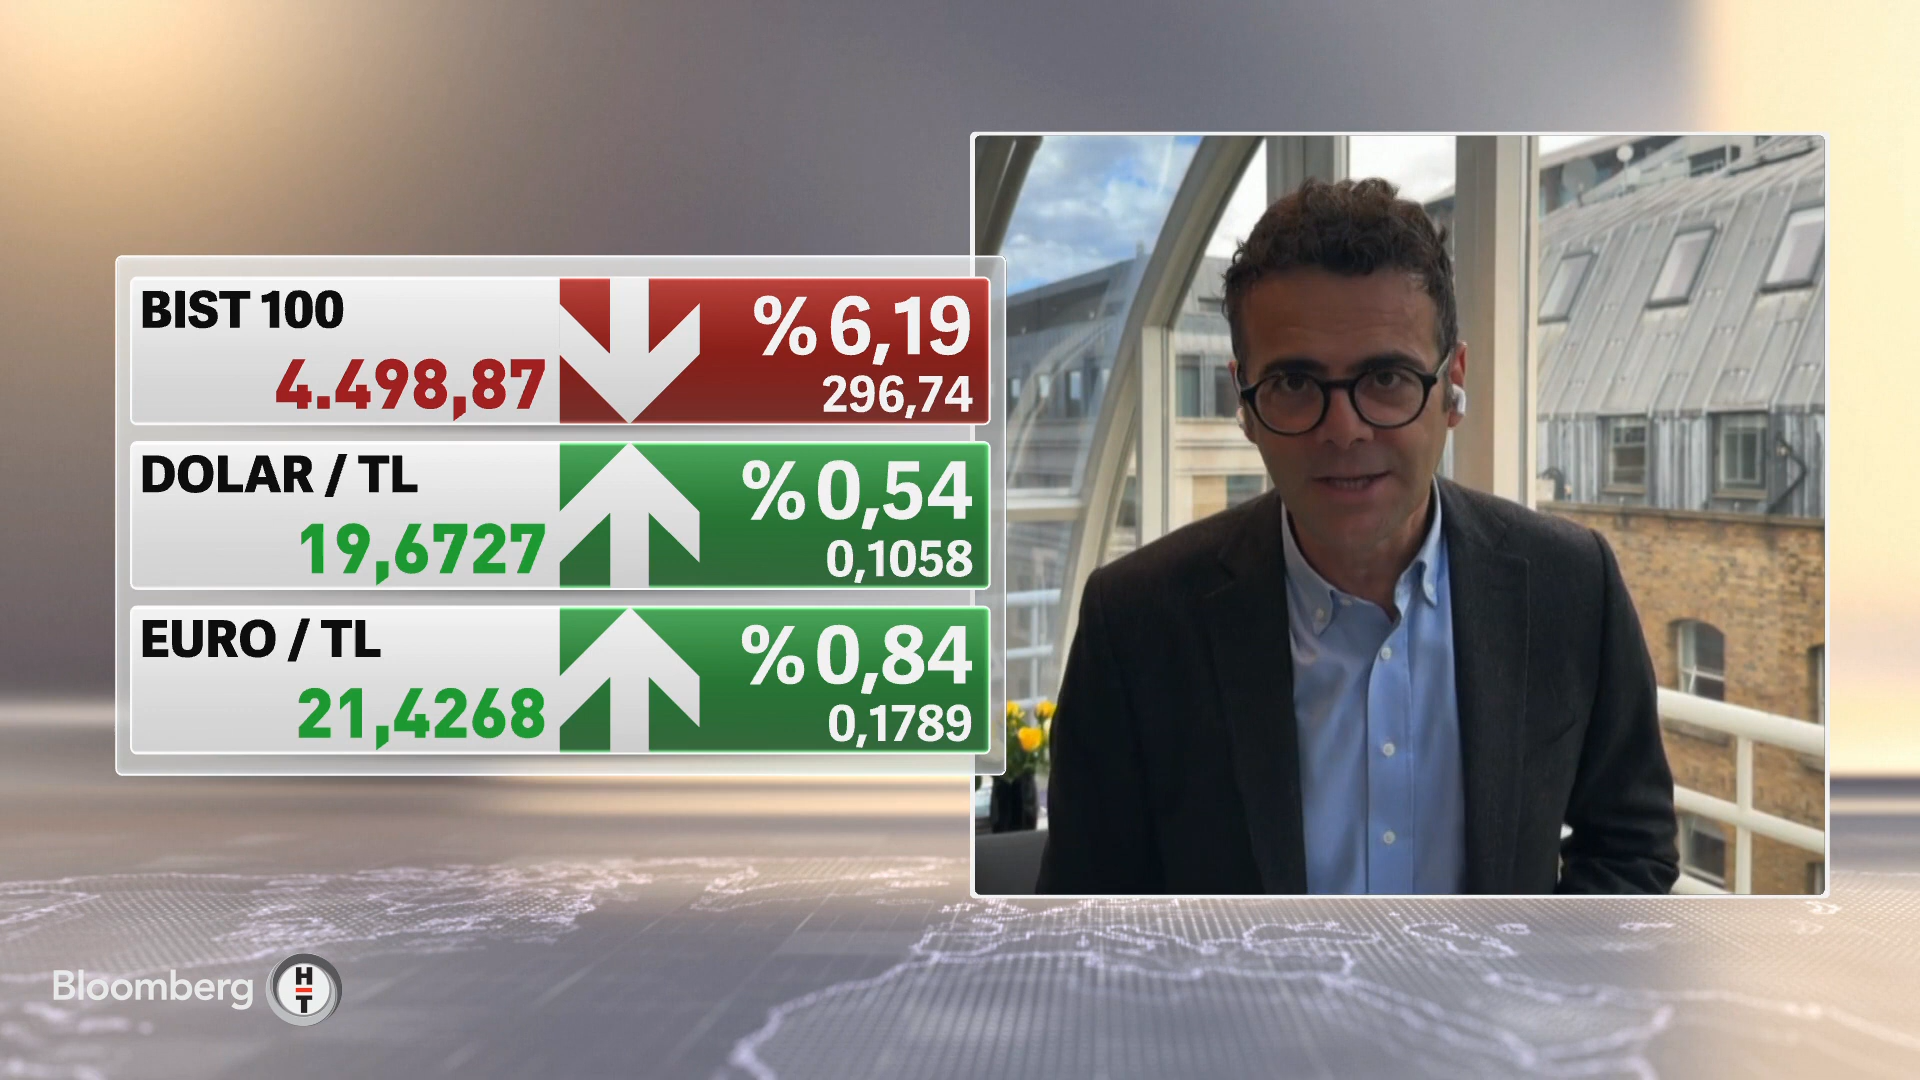 BIST 100
4.498,87
%6,19
296,74
DOLAR / TL
19,6727
%0,54
0,1058
EURO / TL
21,4268
%0,84
0,1789
Bloomberg HT